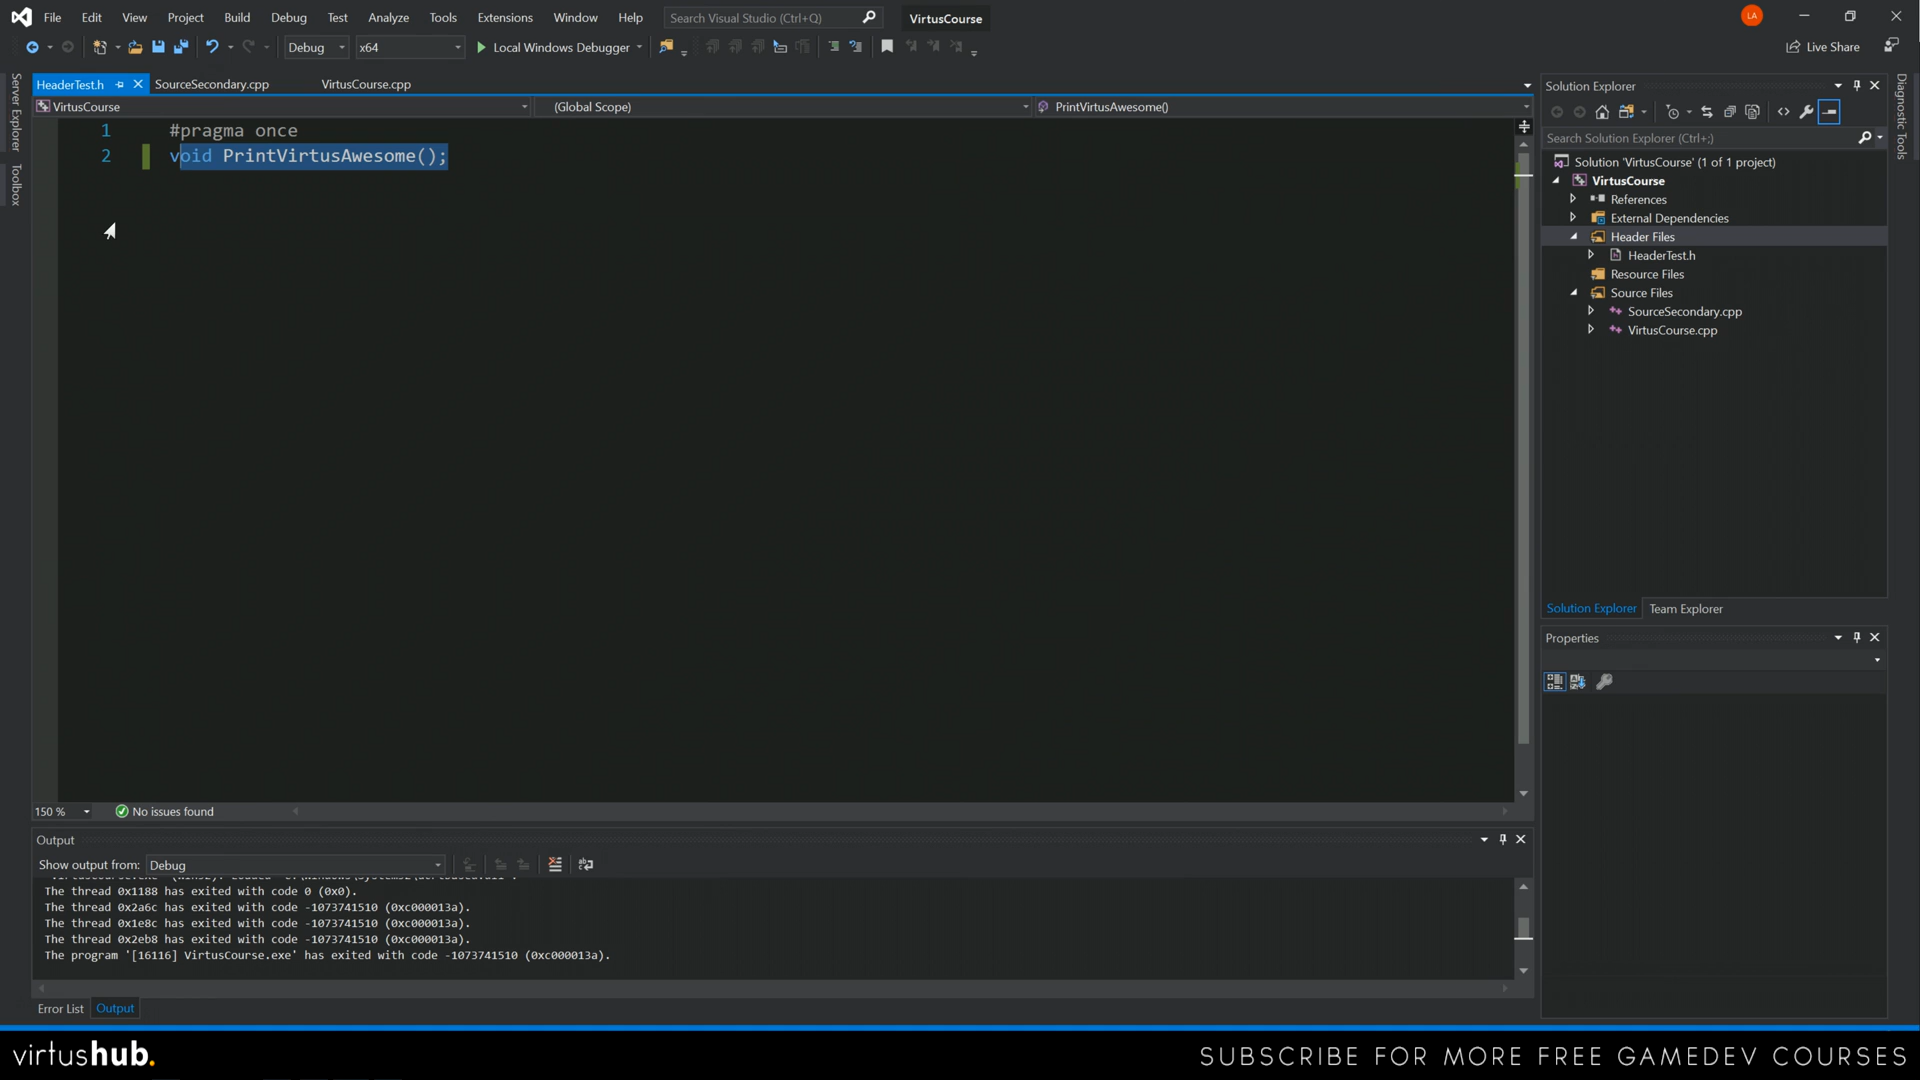 File Edit View Project Build Debug Test Analyze Tools Extensions Window Help Search Visual Studio (Ctrl+Q) VirtusCourse LA
Debug x64 Local Windows Debugger Live Share
HeaderTest.h SourceSecondary.cpp VirtusCourse.cpp
VirtusCourse (Global Scope) PrintVirtusAwesome()
1 #pragma once
2 void PrintVirtusAwesome();
Server Explorer
Toolbox
Solution Explorer
Search Solution Explorer (Ctrl+;)
Solution 'VirtusCourse' (1 of 1 project)
VirtusCourse
References
External Dependencies
Header Files
HeaderTest.h
Resource Files
Source Files
SourceSecondary.cpp
VirtusCourse.cpp
Solution Explorer Team Explorer
Properties
Diagnostic Tools
150 % No issues found
Output
Show output from: Debug
The thread 0x1188 has exited with code 0 (0x0).
The thread 0x2a6c has exited with code -1073741510 (0xc000013a).
The thread 0x1e8c has exited with code -1073741510 (0xc000013a).
The thread 0x2eb8 has exited with code -1073741510 (0xc000013a).
The program '[16116] VirtusCourse.exe' has exited with code -1073741510 (0xc000013a).
Error List Output
virtushub. SUBSCRIBE FOR MORE FREE GAMEDEV COURSES